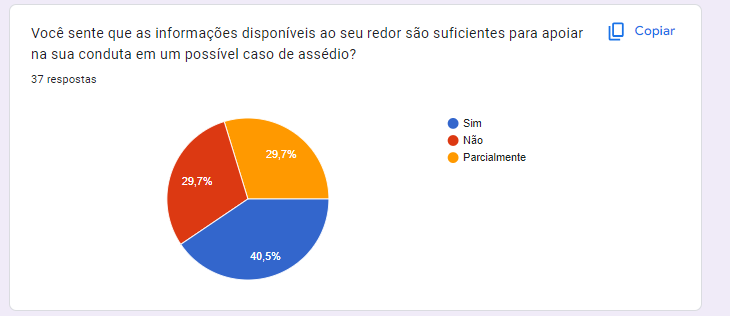 Você sente que as informações disponíveis ao seu redor são suficientes para apoiar
na sua conduta em um possível caso de assédio?
Copiar
37 respostas
Sim
Não
Parcialmente
29,7%
29,7%
40,5%